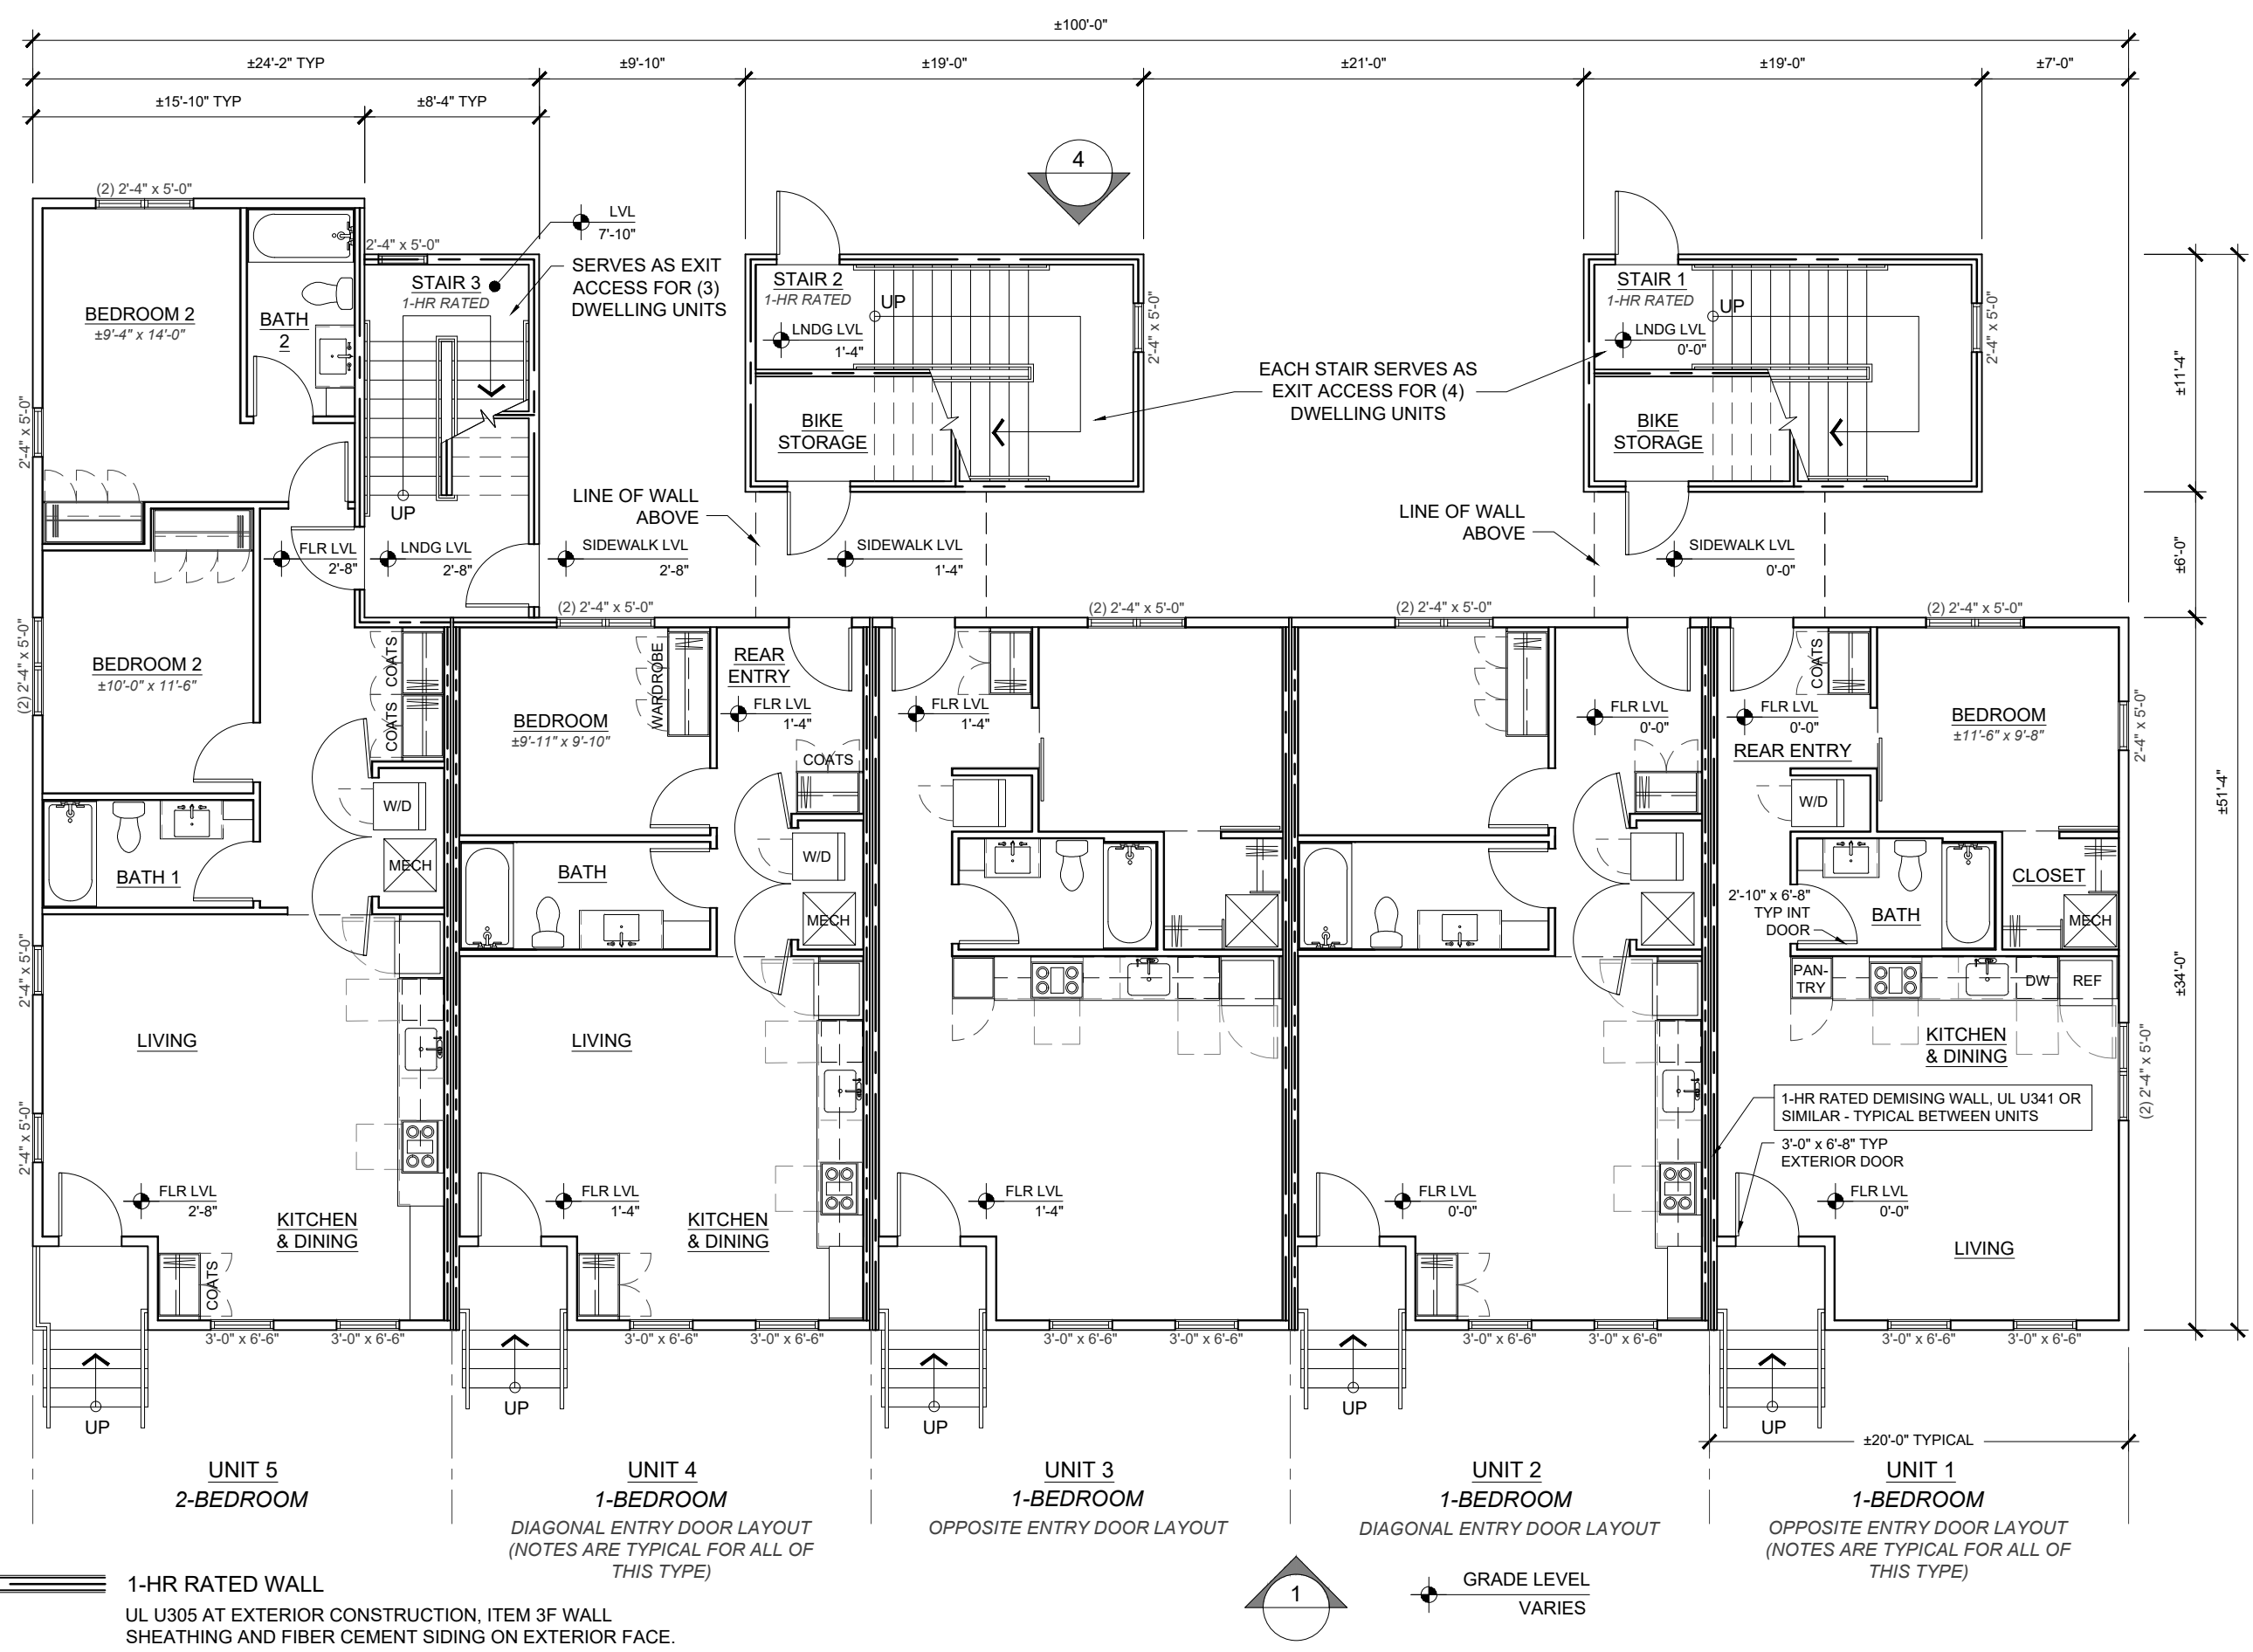 ±100'-0"
±24'-2" TYP
±9'-10"
±19'-0"
±21'-0"
±19'-0"
±7'-0"
±15'-10" TYP
±8'-4" TYP
4
(2) 2'-4" x 5'-0"
LVL
7'-10"
2'-4" x 5'-0"
SERVES AS EXIT
ACCESS FOR (3)
DWELLING UNITS
STAIR 3
1-HR RATED
STAIR 2
1-HR RATED
UP
LNDG LVL
1'-4"
2'-4" x 5'-0"
STAIR 1
1-HR RATED
UP
LNDG LVL
0'-0"
2'-4" x 5'-0"
BEDROOM 2
±9'-4" x 14'-0"
BATH
2
EACH STAIR SERVES AS
EXIT ACCESS FOR (4)
DWELLING UNITS
±11'-4"
2'-4" x 5'-0"
BIKE
STORAGE
BIKE
STORAGE
UP
LINE OF WALL
ABOVE
LINE OF WALL
ABOVE
FLR LVL
2'-8"
LNDG LVL
2'-8"
SIDEWALK LVL
2'-8"
SIDEWALK LVL
1'-4"
SIDEWALK LVL
0'-0"
±6'-0"
(2) 2'-4" x 5'-0"
(2) 2'-4" x 5'-0"
(2) 2'-4" x 5'-0"
(2) 2'-4" x 5'-0"
(2) 2'-4" x 5'-0"
BEDROOM 2
±10'-0" x 11'-6"
COATS
COATS
BEDROOM
±9'-11" x 9'-10"
WARDROBE
REAR
ENTRY
FLR LVL
1'-4"
COATS
FLR LVL
1'-4"
FLR LVL
0'-0"
FLR LVL
0'-0"
COATS
REAR ENTRY
BEDROOM
±11'-6" x 9'-8"
2'-4" x 5'-0"
±51'-4"
W/D
MECH
BATH 1
W/D
MECH
BATH
W/D
2'-10" x 6'-8"
TYP INT
DOOR
BATH
CLOSET
MECH
PAN-
TRY
DW
REF
±34'-0"
2'-4" x 5'-0"
LIVING
LIVING
KITCHEN
& DINING
(2) 2'-4" x 5'-0"
1-HR RATED DEMISING WALL, UL U341 OR
SIMILAR - TYPICAL BETWEEN UNITS
3'-0" x 6'-8" TYP
EXTERIOR DOOR
2'-4" x 5'-0"
FLR LVL
2'-8"
FLR LVL
1'-4"
FLR LVL
1'-4"
FLR LVL
0'-0"
FLR LVL
0'-0"
KITCHEN
& DINING
KITCHEN
& DINING
LIVING
COATS
3'-0" x 6'-6"
3'-0" x 6'-6"
3'-0" x 6'-6"
3'-0" x 6'-6"
3'-0" x 6'-6"
3'-0" x 6'-6"
3'-0" x 6'-6"
3'-0" x 6'-6"
3'-0" x 6'-6"
3'-0" x 6'-6"
UP
UP
UP
UP
UP
±20'-0" TYPICAL
UNIT 5
2-BEDROOM
UNIT 4
1-BEDROOM
DIAGONAL ENTRY DOOR LAYOUT
(NOTES ARE TYPICAL FOR ALL OF
THIS TYPE)
UNIT 3
1-BEDROOM
OPPOSITE ENTRY DOOR LAYOUT
UNIT 2
1-BEDROOM
DIAGONAL ENTRY DOOR LAYOUT
UNIT 1
1-BEDROOM
OPPOSITE ENTRY DOOR LAYOUT
(NOTES ARE TYPICAL FOR ALL OF
THIS TYPE)
1-HR RATED WALL
UL U305 AT EXTERIOR CONSTRUCTION, ITEM 3F WALL
SHEATHING AND FIBER CEMENT SIDING ON EXTERIOR FACE.
1
GRADE LEVEL
VARIES